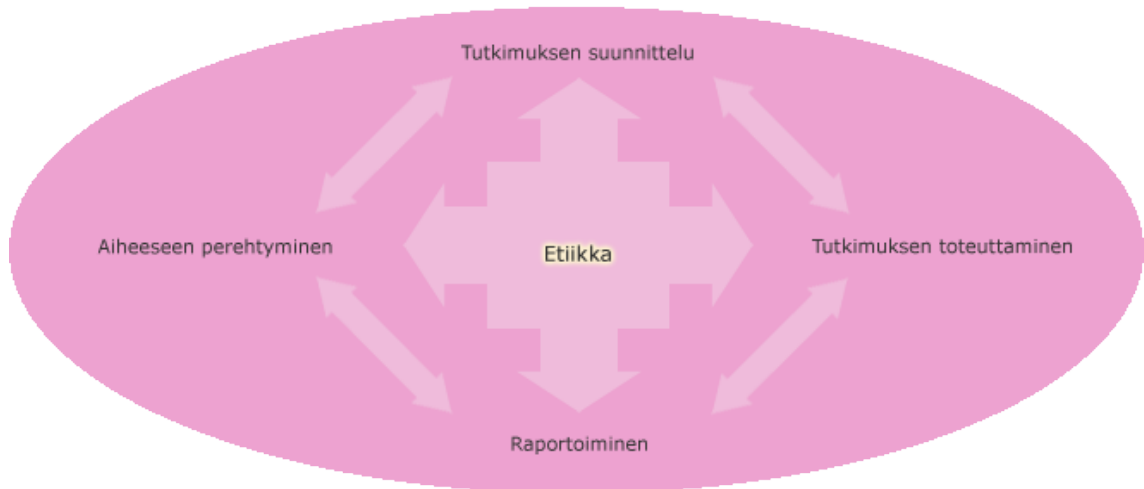 Tutkimuksen suunnittelu
Aiheeseen perehtyminen
Etiikka
Tutkimuksen toteuttaminen
Raportoiminen